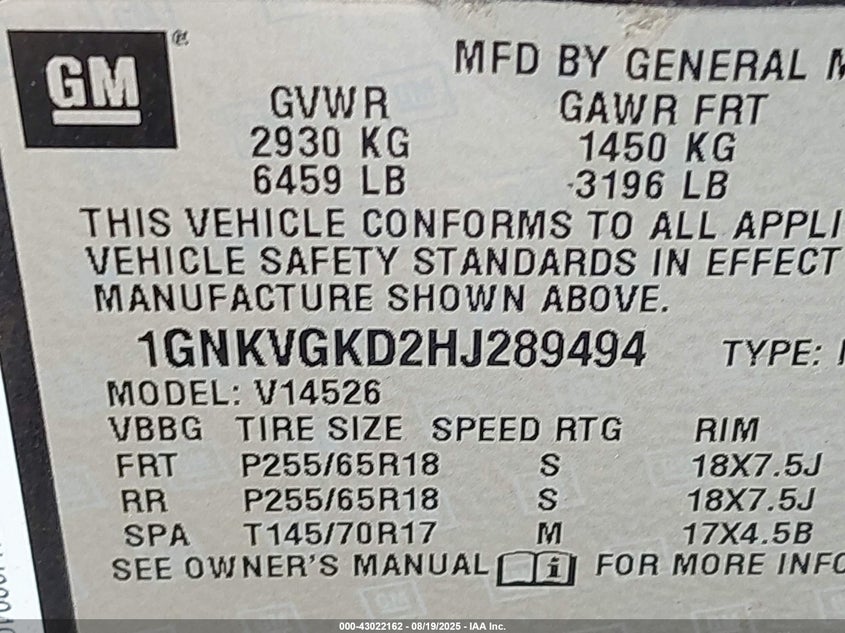 GM ® MFD BY GENERAL M
GVWR GAWR FRT
2930 KG 1450 KG
6459 LB 3196 LB
THIS VEHICLE CONFORMS TO ALL APPLI
VEHICLE SAFETY STANDARDS IN EFFECT
MANUFACTURE SHOWN ABOVE.
1GNKVGKD2HJ289494 TYPE:
MODEL: V14526
VBBG TIRE SIZE SPEED RTG RIM
FRT P255/65R18 S 18X7.5J
RR P255/65R18 S 18X7.5J
SPA T145/70R17 M 17X4.5B
SEE OWNER'S MANUAL i FOR MORE INFO
000-43022162 - 08/19/2025 - IAA Inc.